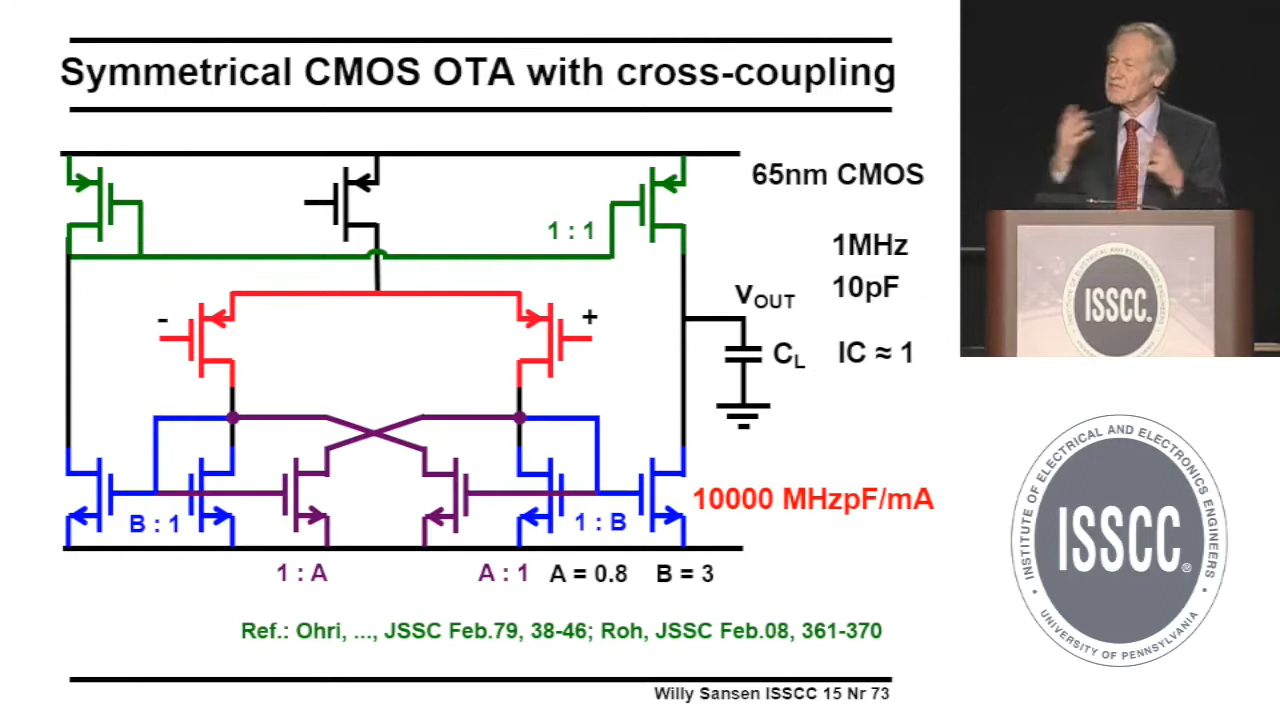 Symmetrical CMOS OTA with cross-coupling
65nm CMOS
1 : 1
1MHz
10pF
VOUT
-
+
CL
IC ≈ 1
B : 1
1 : B
10000 MHzpF/mA
1 : A
A : 1
A = 0.8
B = 3
Ref.: Ohri, ..., JSSC Feb.79, 38-46; Roh, JSSC Feb.08, 361-370
Willy Sansen ISSCC 15 Nr 73
ISSCC.
INSTITUTE OF ELECTRICAL AND ELECTRONICS ENGINEERS
ISSCC®
UNIVERSITY OF PENNSYLVANIA